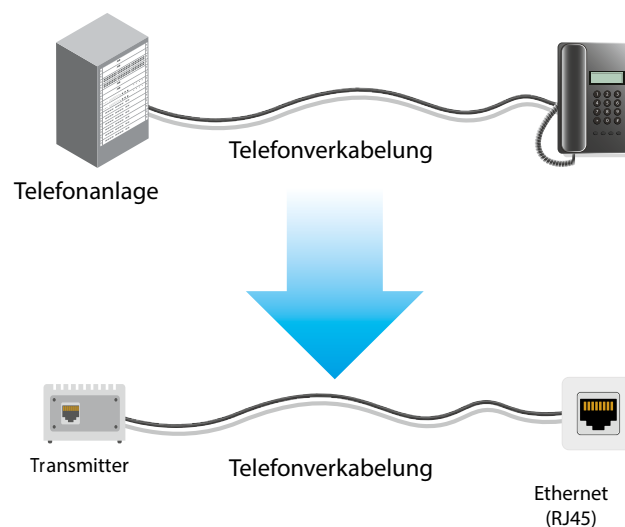 Telefonverkabelung
Telefonanlage
Transmitter
Telefonverkabelung
Ethernet
(RJ45)